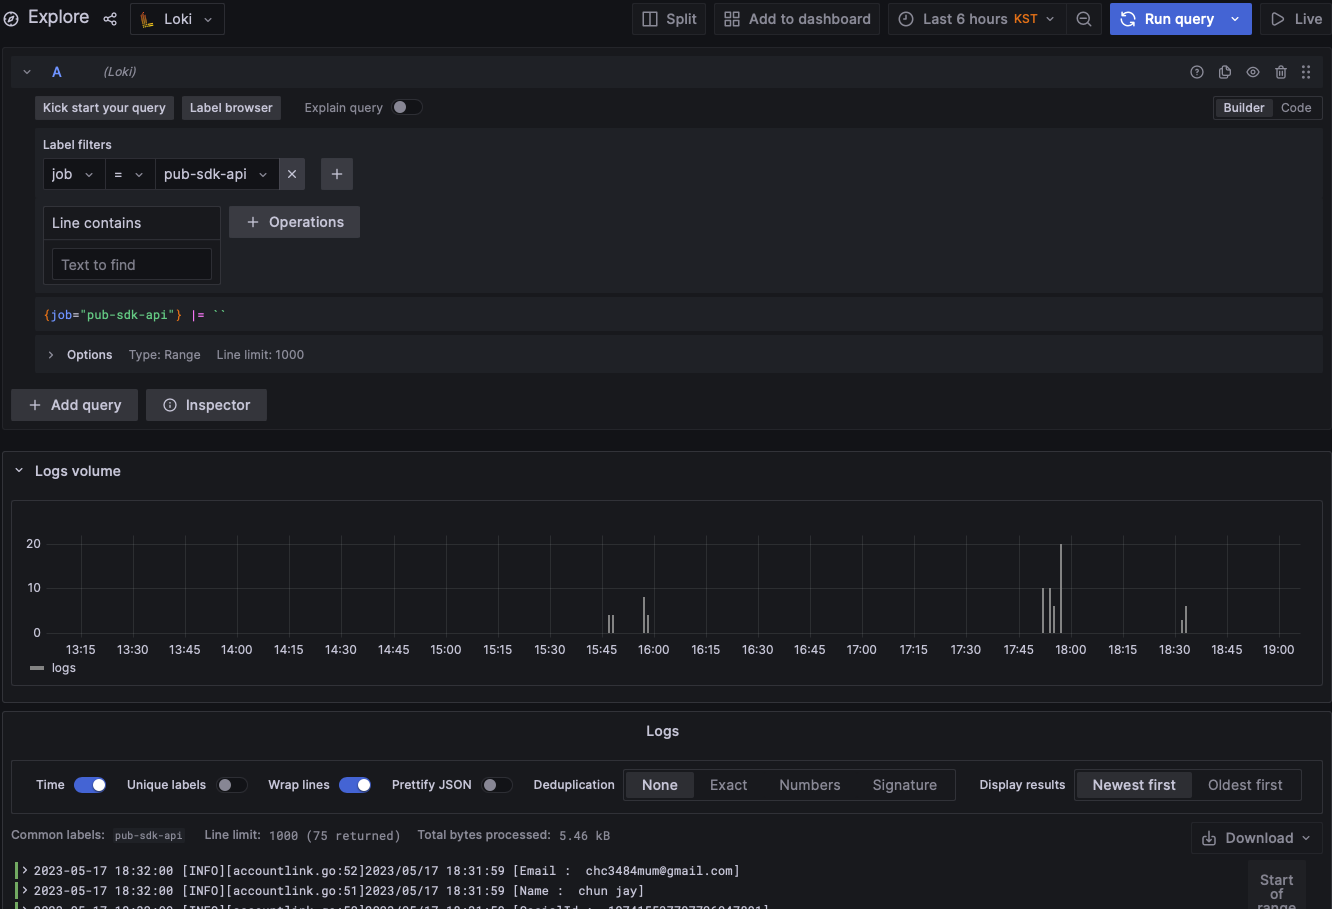 Explore Loki Split Add to dashboard Last 6 hours KST Run query Live
A (Loki)
Kick start your query Label browser Explain query Builder Code
Label filters
job = pub-sdk-api
Line contains Operations
Text to find
{job="pub-sdk-api"} |= ``
Options Type: Range Line limit: 1000
Add query Inspector
Logs volume
20
10
0
13:15 13:30 13:45 14:00 14:15 14:30 14:45 15:00 15:15 15:30 15:45 16:00 16:15 16:30 16:45 17:00 17:15 17:30 17:45 18:00 18:15 18:30 18:45 19:00
logs
Logs
Time Unique labels Wrap lines Prettify JSON Deduplication None Exact Numbers Signature Display results Newest first Oldest first
Common labels: pub-sdk-api Line limit: 1000 (75 returned) Total bytes processed: 5.46 kB
Download
2023-05-17 18:32:00 [INFO][accountlink.go:52]2023/05/17 18:31:59 [Email :  chc3484mum@gmail.com]
2023-05-17 18:32:00 [INFO][accountlink.go:51]2023/05/17 18:31:59 [Name :  chun jay]
Start
of
range